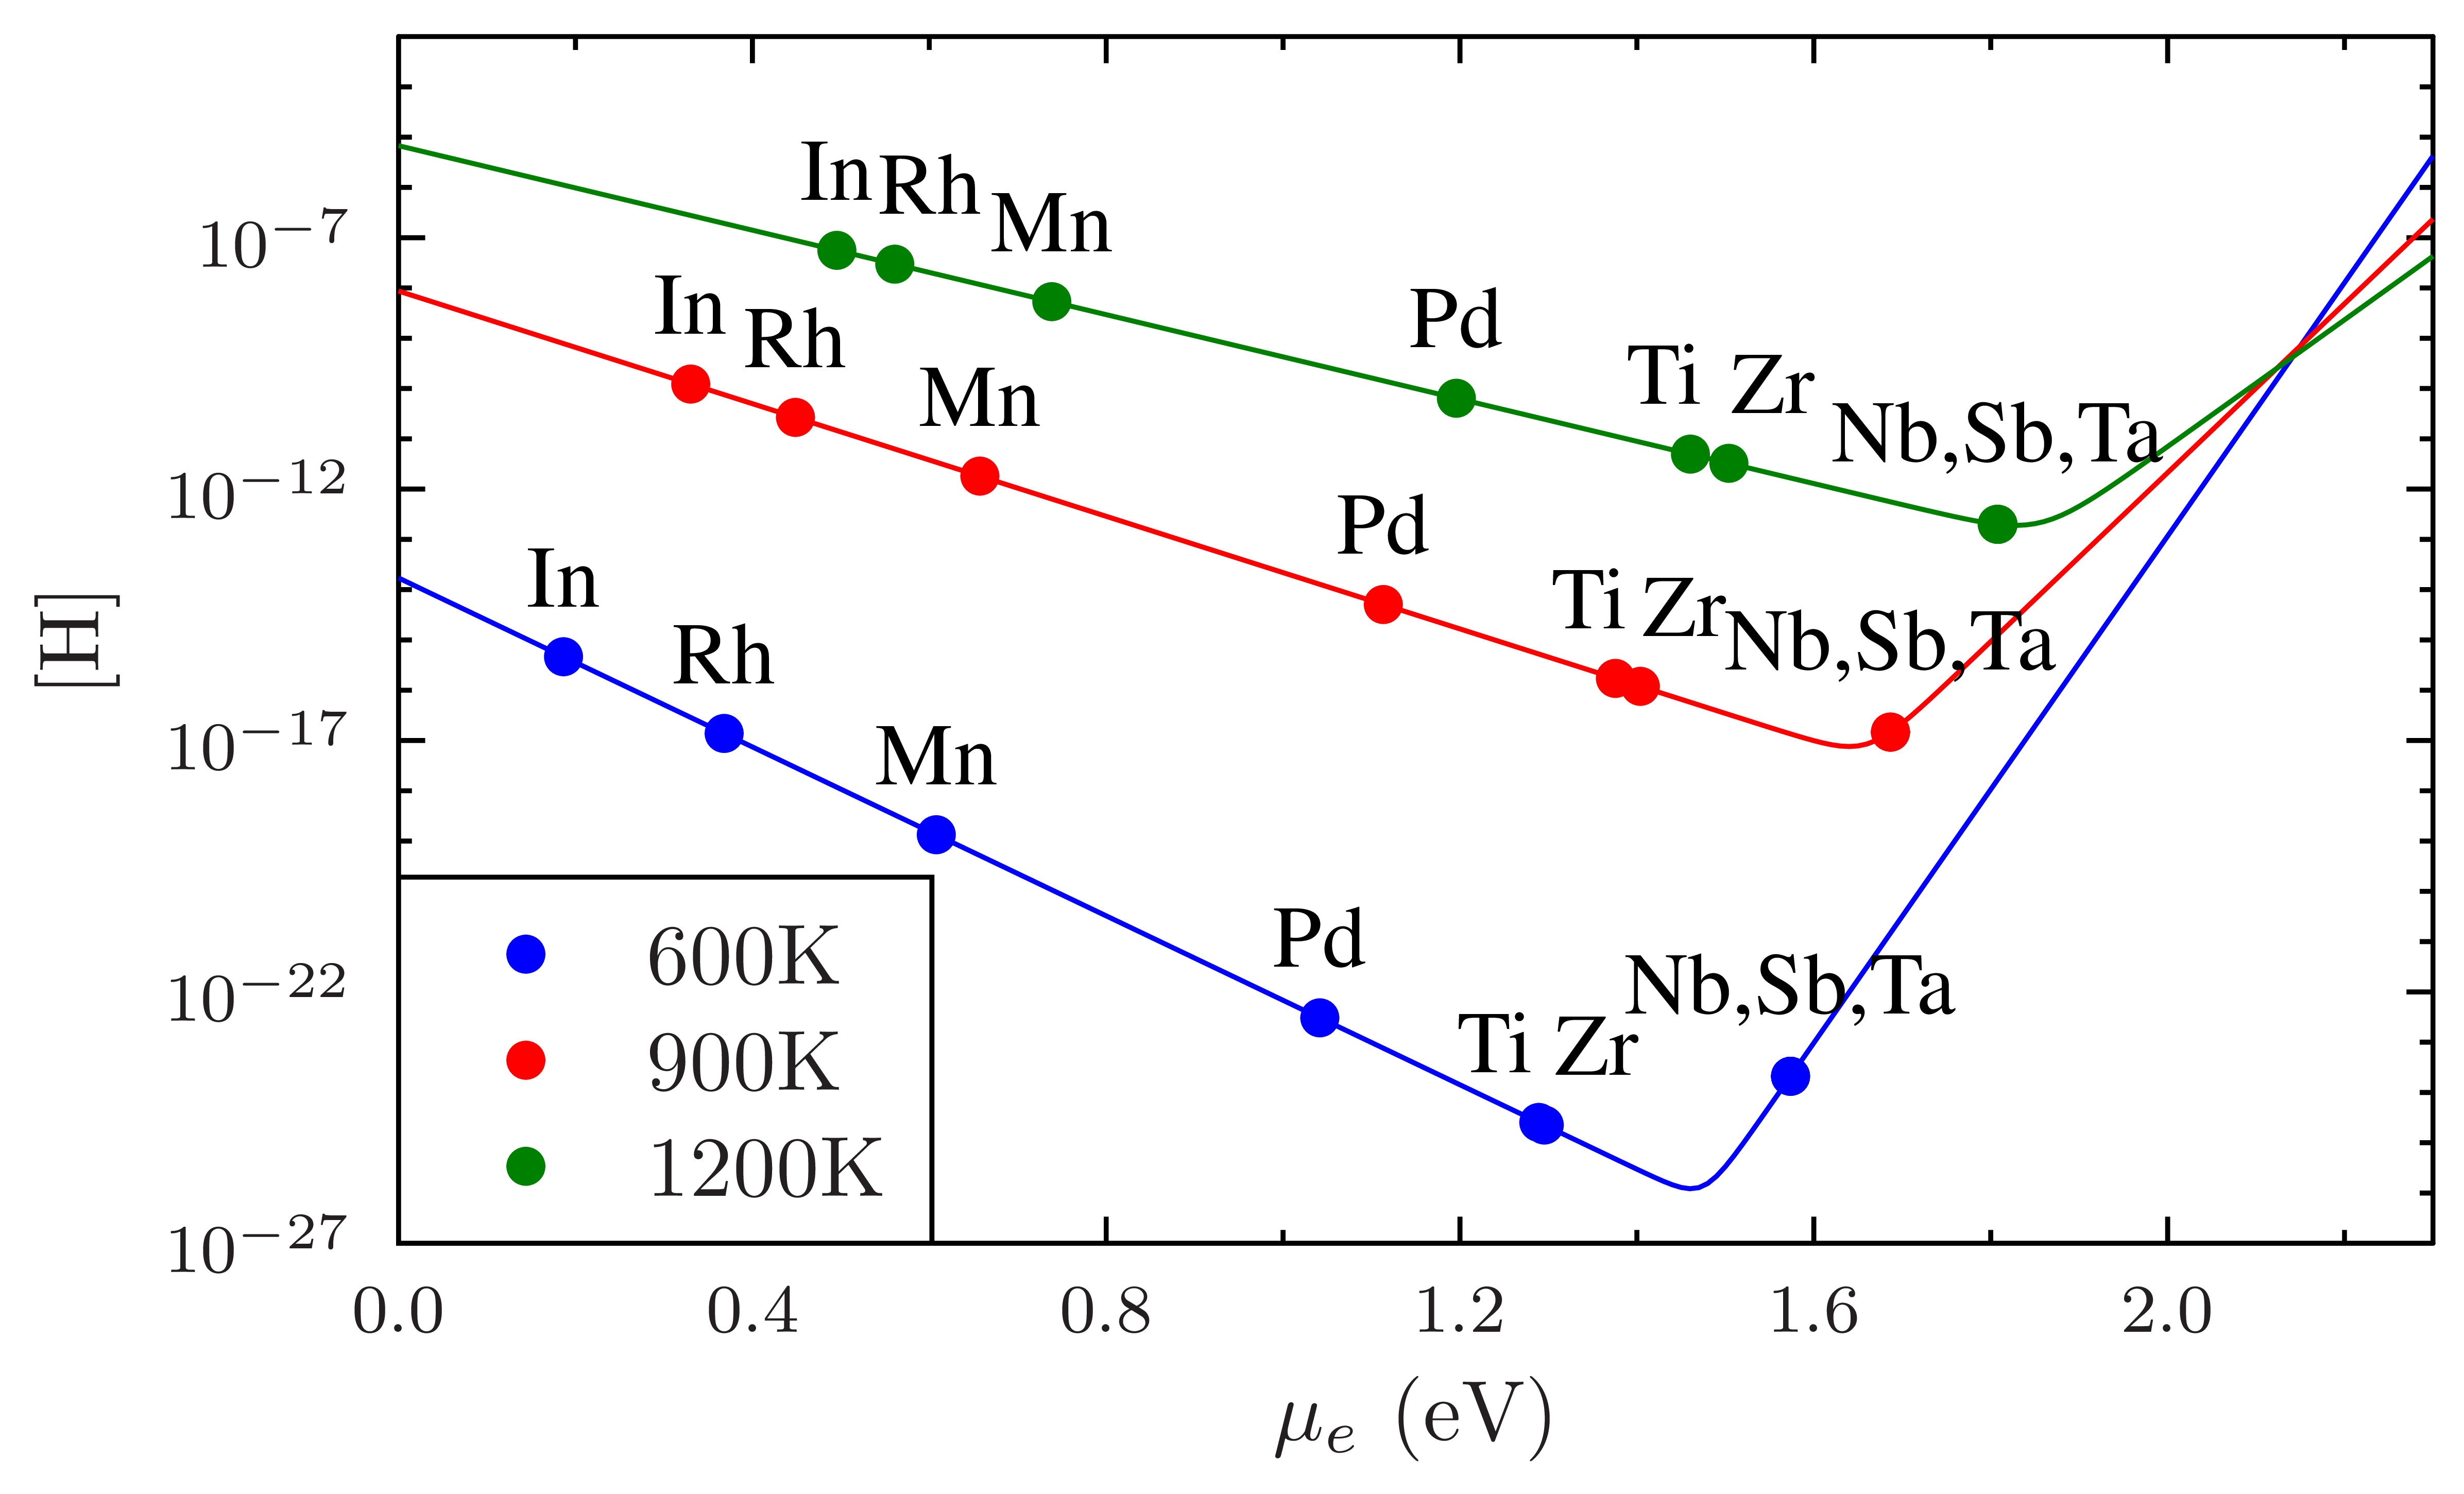 In Rh Mn
10⁻⁷
In Rh Mn Pd
Ti Zr Nb,Sb,Ta
10⁻¹²
Pd
In Ti Zr Nb,Sb,Ta
Rh
10⁻¹⁷
Mn
[H]
Pd
10⁻²²
Nb,Sb,Ta
Ti Zr
600K
900K
1200K
10⁻²⁷
0.0 0.4 0.8 1.2 1.6 2.0
μₑ (eV)